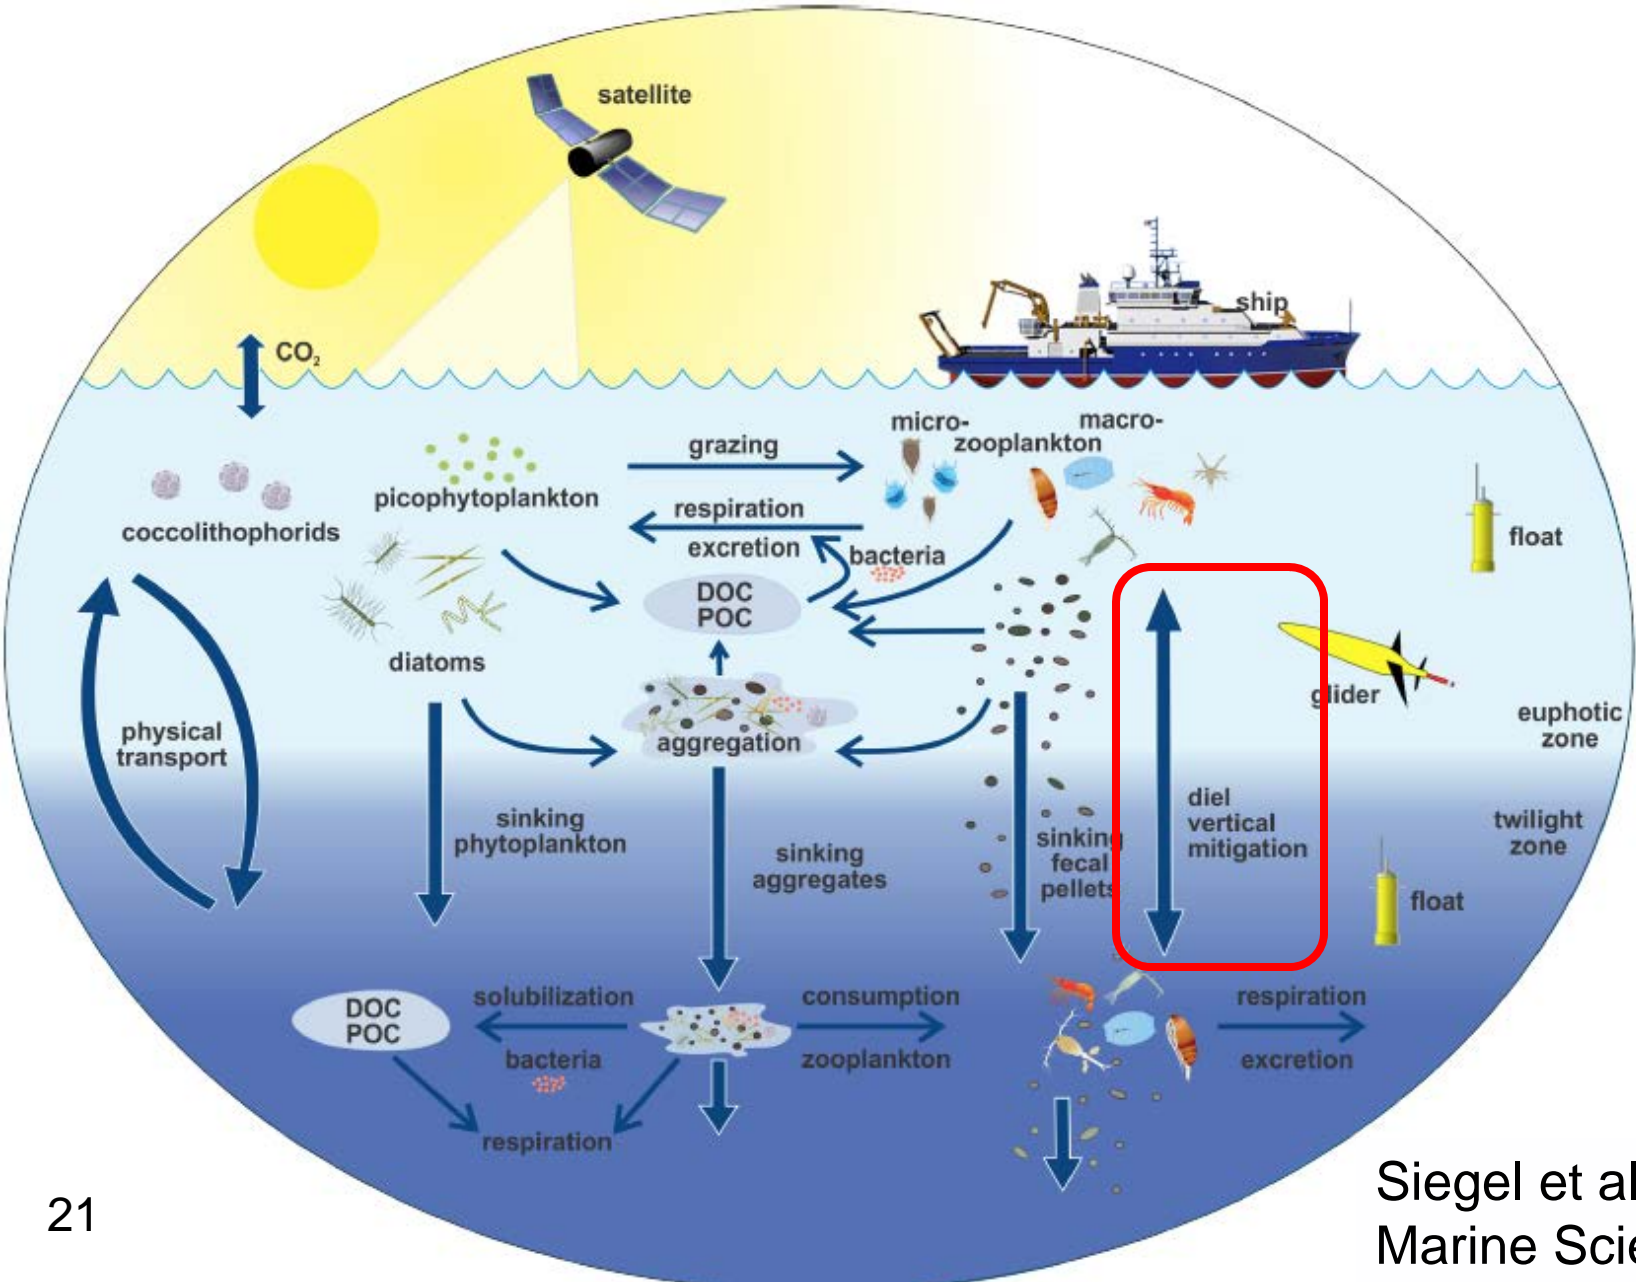 satellite
ship
CO₂
micro-
macro-
zooplankton
grazing
picophytoplankton
respiration
coccolithophorids
excretion
bacteria
float
DOC
POC
diatoms
glider
euphotic
zone
physical
transport
aggregation
diel
vertical
mitigation
sinking
phytoplankton
twilight
zone
sinking
fecal
pellets
sinking
aggregates
float
solubilization
consumption
respiration
DOC
POC
bacteria
zooplankton
excretion
respiration
Siegel et al
Marine Scie
21